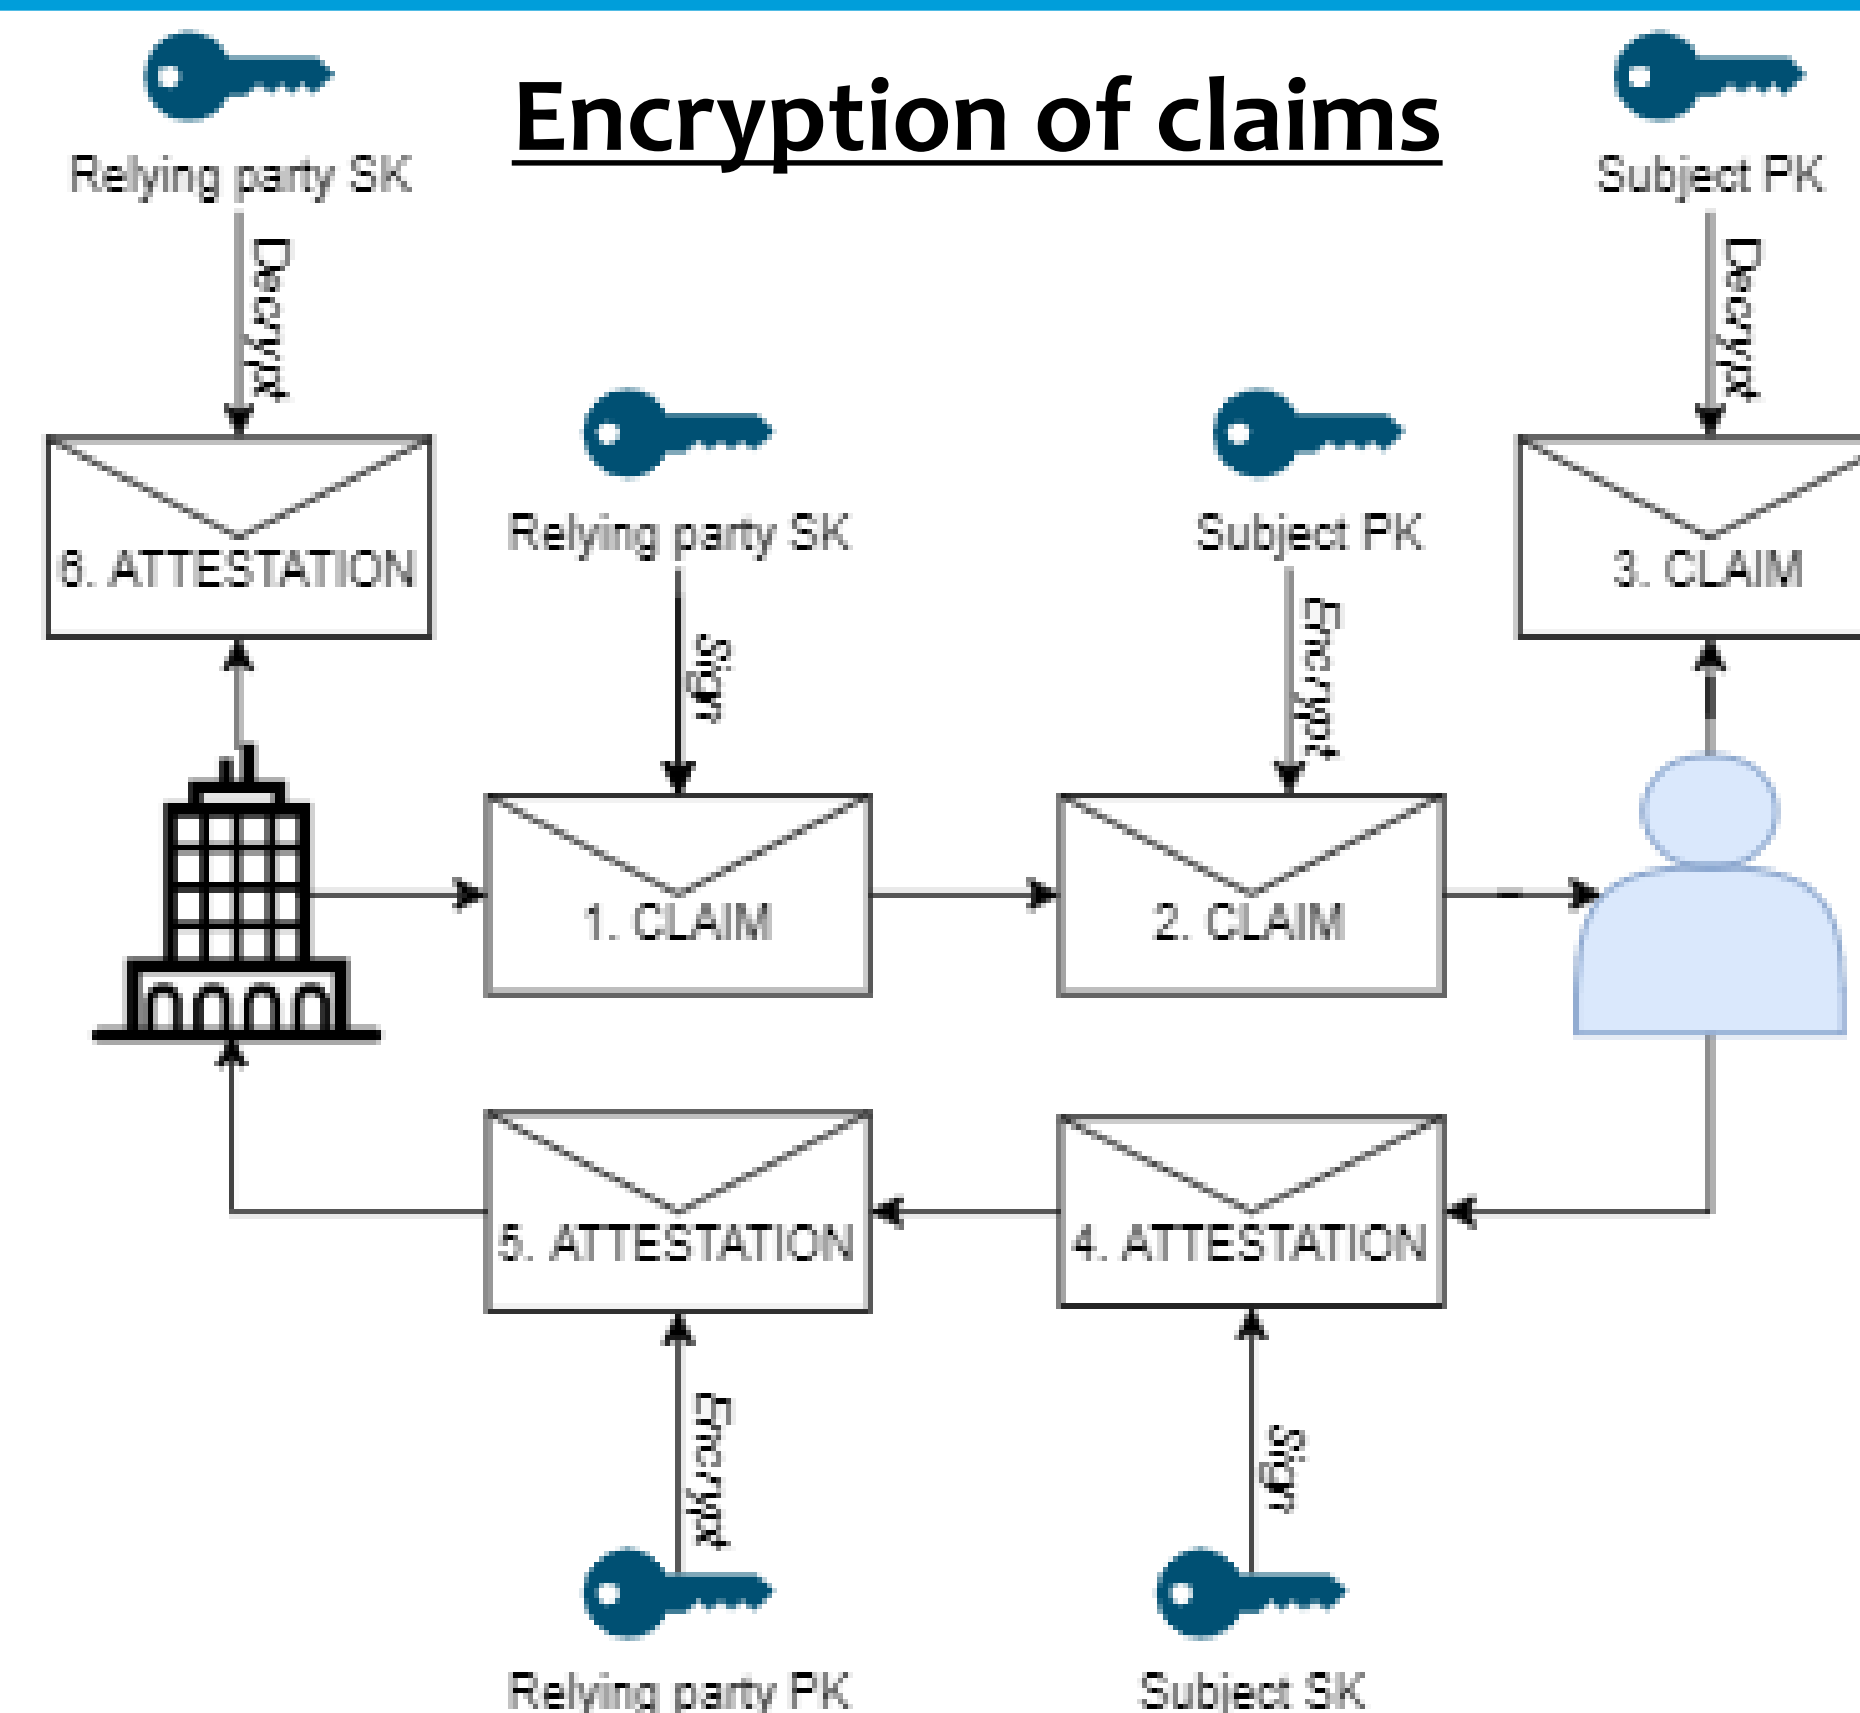 Encryption of claims
Relying party SK
Subject PK
Decrypt
Decrypt
Relying party SK
Subject PK
6. ATTESTATION
3. CLAIM
Sign
Encrypt
1. CLAIM
2. CLAIM
5. ATTESTATION
4. ATTESTATION
Encrypt
Sign
Relying party PK
Subject SK